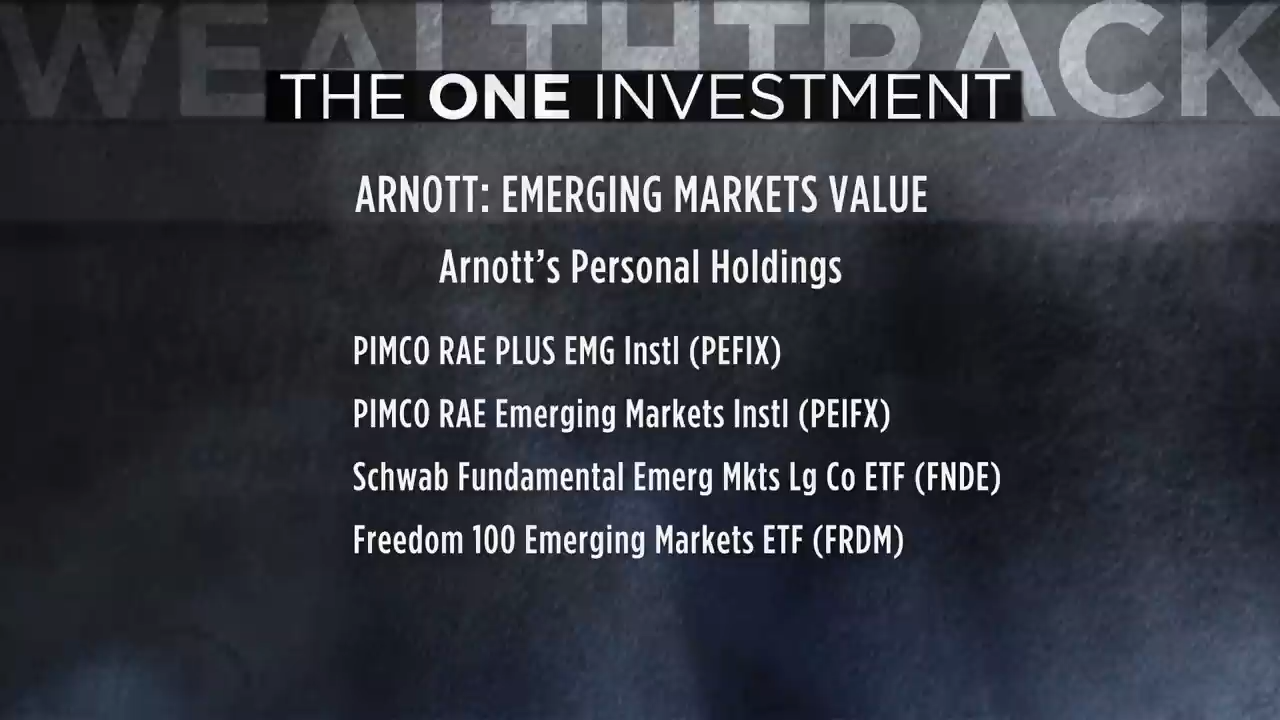 WEALTHTRACK
THE ONE INVESTMENT
ARNOTT: EMERGING MARKETS VALUE
Arnott's Personal Holdings
PIMCO RAE PLUS EMG Instl (PEFIX)
PIMCO RAE Emerging Markets Instl (PEIFX)
Schwab Fundamental Emerg Mkts Lg Co ETF (FNDE)
Freedom 100 Emerging Markets ETF (FRDM)